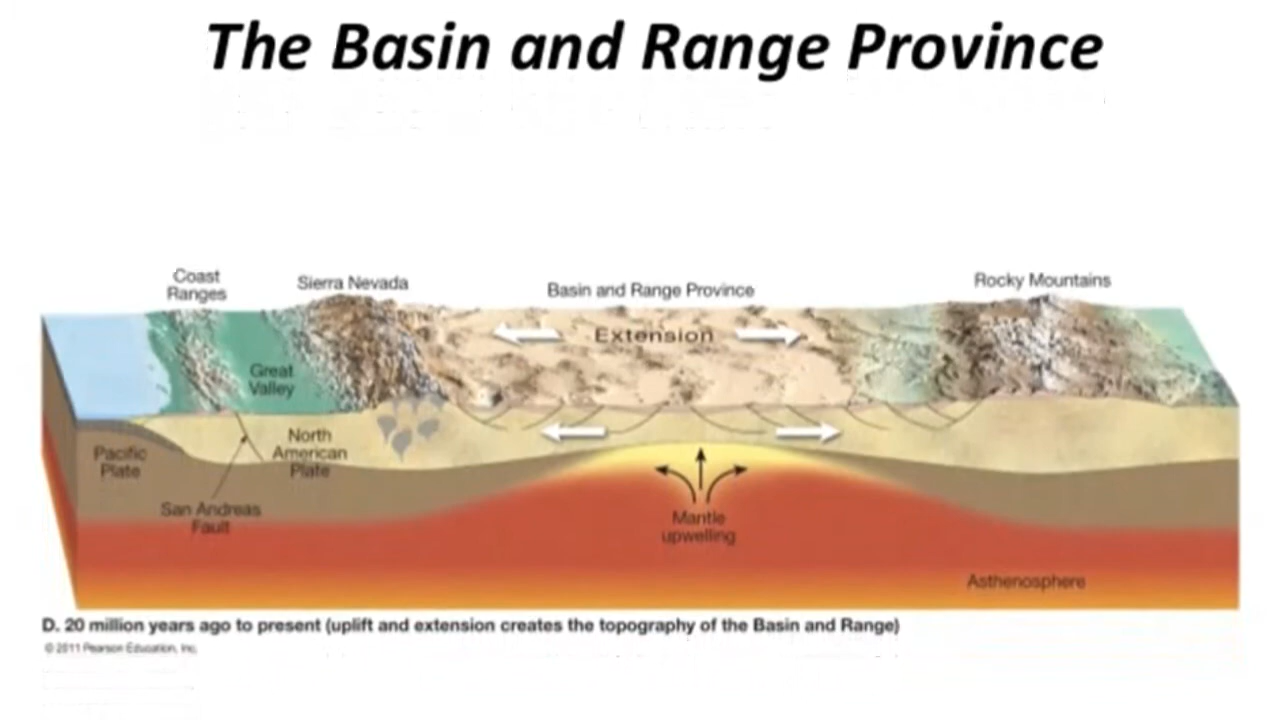 The Basin and Range Province
Coast
Ranges
Sierra Nevada
Basin and Range Province
Rocky Mountains
Extension
Great
Valley
North
American
Plate
Pacific
Plate
San Andreas
Fault
Mantle
upwelling
Asthenosphere
D. 20 million years ago to present (uplift and extension creates the topography of the Basin and Range)
© 2011 Pearson Education, Inc.